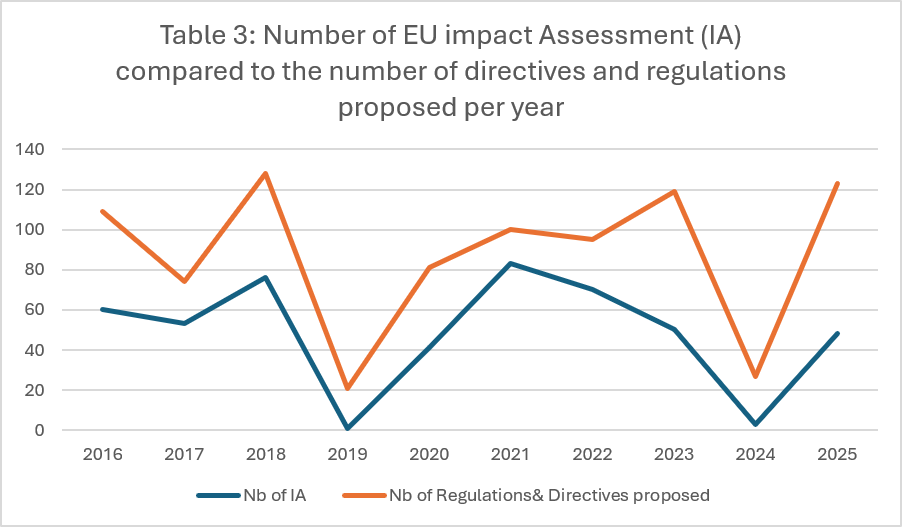 Table 3: Number of EU impact Assessment (IA)
compared to the number of directives and regulations
proposed per year
140
120
100
80
60
40
20
0
2016 2017 2018 2019 2020 2021 2022 2023 2024 2025
Nb of IA Nb of Regulations& Directives proposed